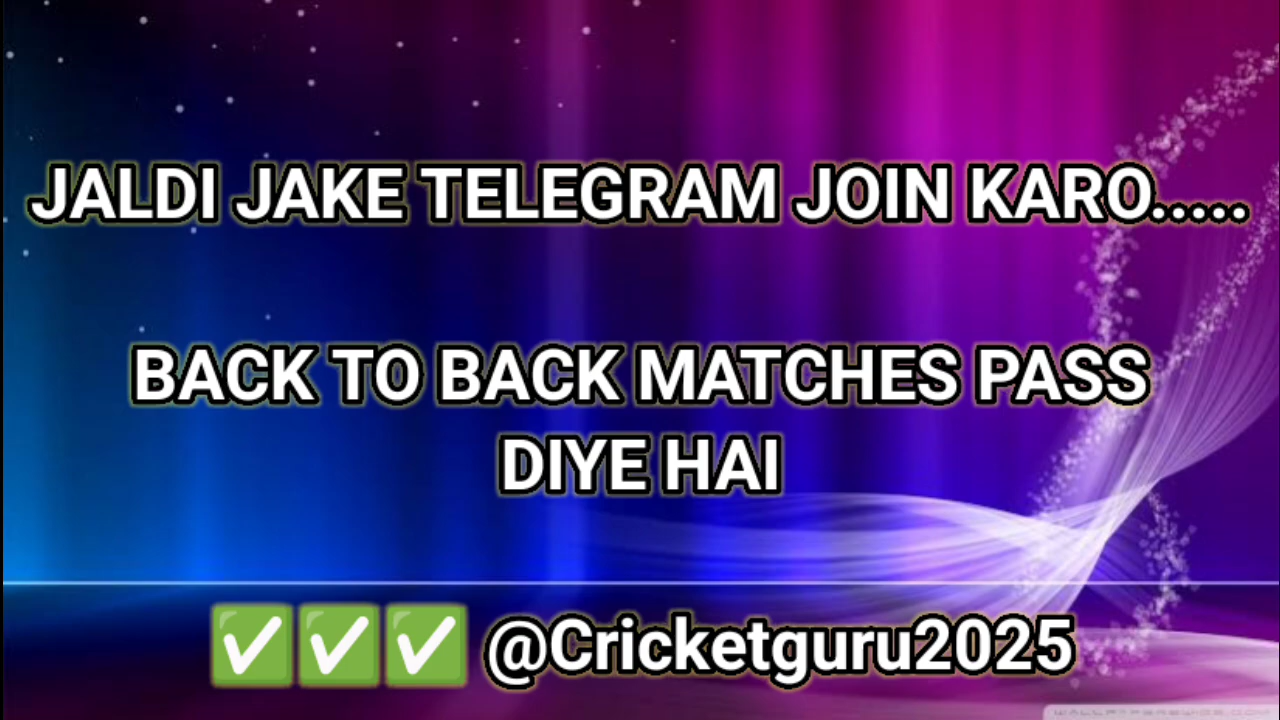 JALDI JAKE TELEGRAM JOIN KARO.....
BACK TO BACK MATCHES PASS
DIYE HAI
✅✅✅ @Cricketguru2025